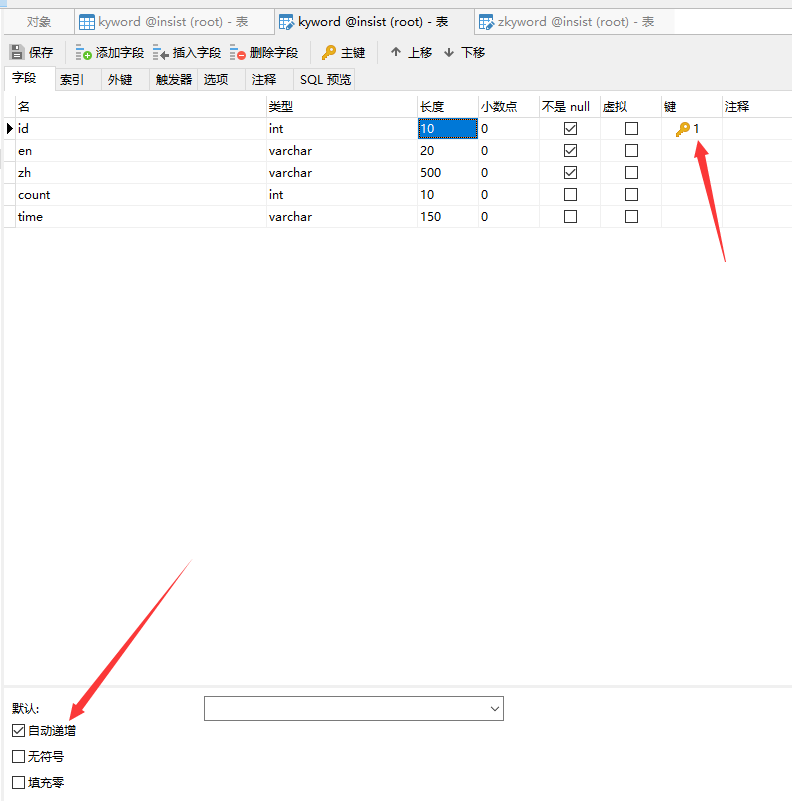 对象 kyword @insist (root) - 表 kyword @insist (root) - 表 zkyword @insist (root) - 表
保存 添加字段 插入字段 删除字段 主键 上移 下移
字段 索引 外键 触发器 选项 注释 SQL 预览
名 类型 长度 小数点 不是 null 虚拟 键 注释
id int 10 0 1
en varchar 20 0
zh varchar 500 0
count int 10 0
time varchar 150 0
默认:
自动递增
无符号
填充零